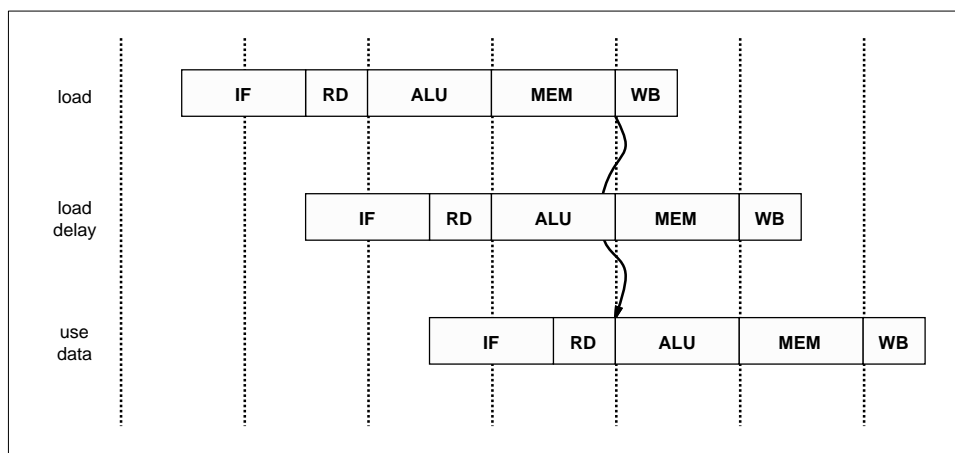 load
IF RD ALU MEM WB
load
delay
IF RD ALU MEM WB
use
data
IF RD ALU MEM WB